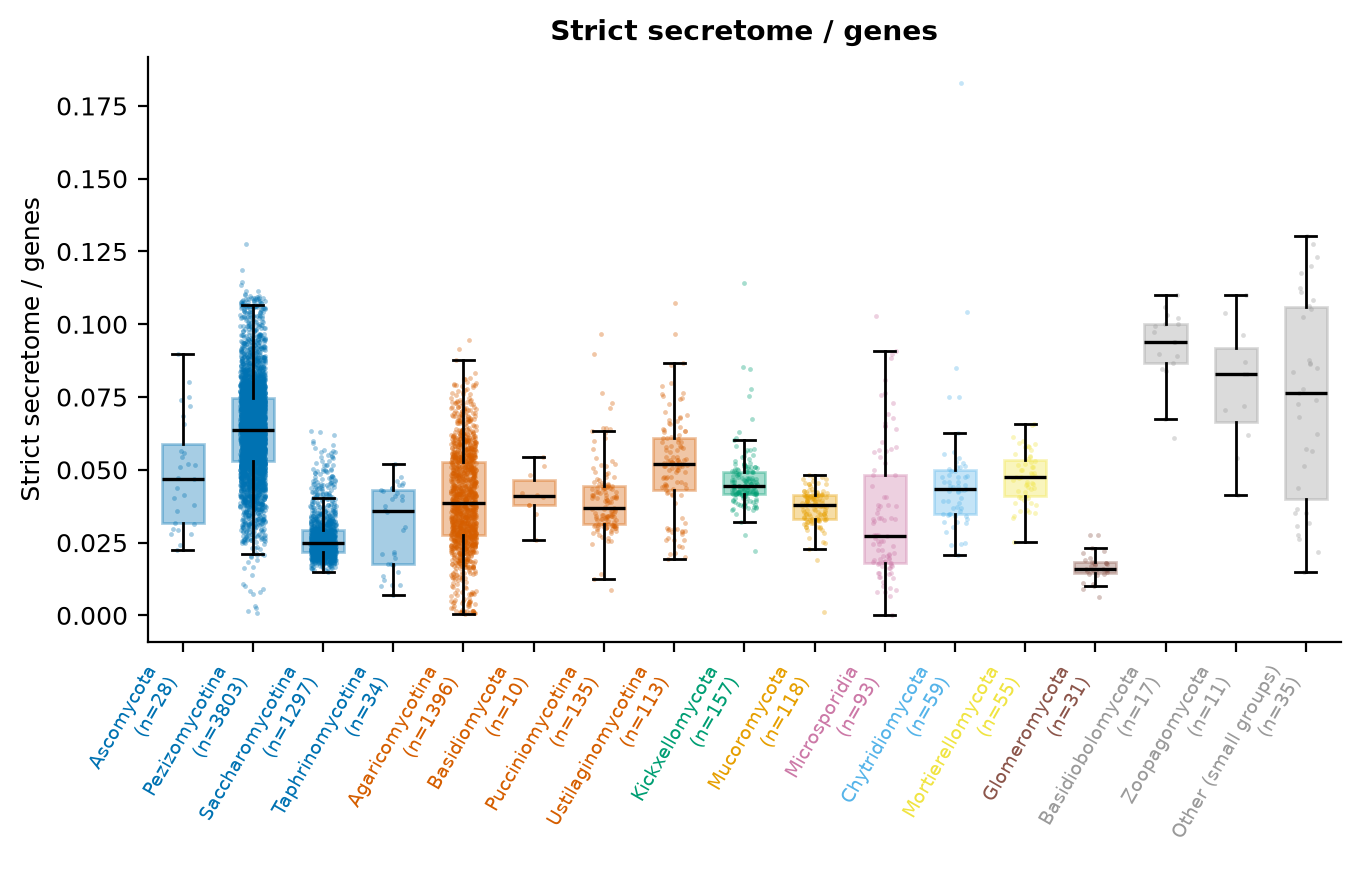 Strict secretome / genes
Strict secretome / genes
0.175
0.150
0.125
0.100
0.075
0.050
0.025
0.000
Ascomycota
(n=28)
Pezizomycotina
(n=3803)
Saccharomycotina
(n=1297)
Taphrinomycotina
(n=34)
Agaricomycotina
(n=1396)
Basidiomycota
(n=10)
Pucciniomycotina
(n=135)
Ustilaginomycotina
(n=113)
Kickxellomycota
(n=157)
Mucoromycota
(n=118)
Microsporidia
(n=93)
Chytridiomycota
(n=59)
Mortierellomycota
(n=55)
Glomeromycota
(n=31)
Basidiobolomycota
(n=17)
Zoopagomycota
(n=11)
Other (small groups)
(n=35)